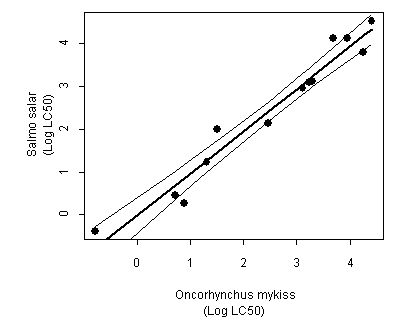 Salmo salar
(Log LC50)
4
3
2
1
0
0 1 2 3 4
Oncorhynchus mykiss
(Log LC50)